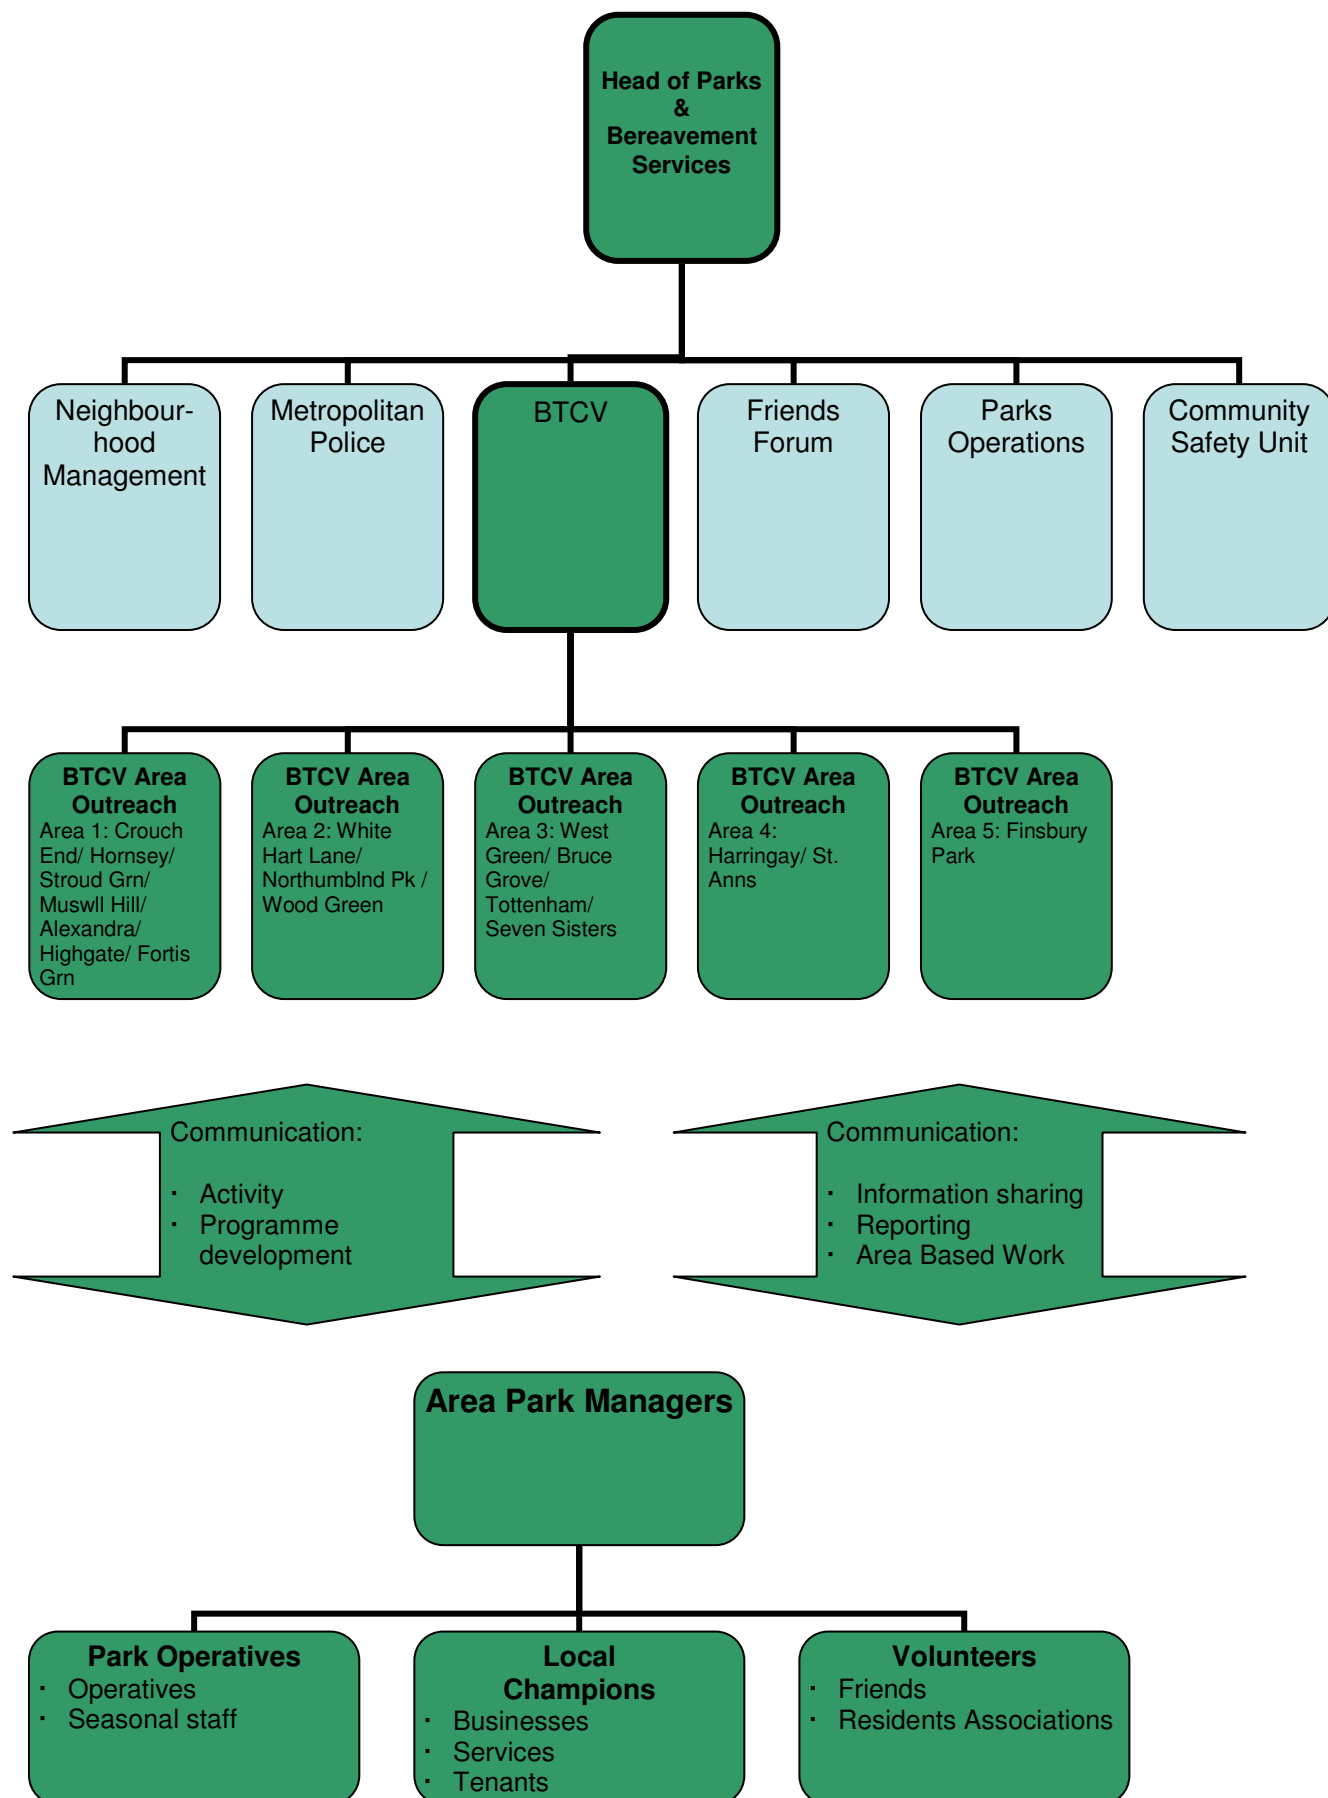 Head of Parks
&
Bereavement
Services
Neighbour-
hood
Management
Metropolitan
Police
BTCV
Friends
Forum
Parks
Operations
Community
Safety Unit
BTCV Area
Outreach
Area 1: Crouch
End/ Hornsey/
Stroud Grn/
Muswll Hill/
Alexandra/
Highgate/ Fortis
Grn
BTCV Area
Outreach
Area 2: White
Hart Lane/
Northumblnd Pk /
Wood Green
BTCV Area
Outreach
Area 3: West
Green/ Bruce
Grove/
Tottenham/
Seven Sisters
BTCV Area
Outreach
Area 4:
Harringay/ St.
Anns
BTCV Area
Outreach
Area 5: Finsbury
Park
Communication:
· Activity
· Programme
development
Communication:
· Information sharing
· Reporting
· Area Based Work
Area Park Managers
Park Operatives
· Operatives
· Seasonal staff
Local
Champions
· Businesses
· Services
· Tenants
Volunteers
· Friends
· Residents Associations